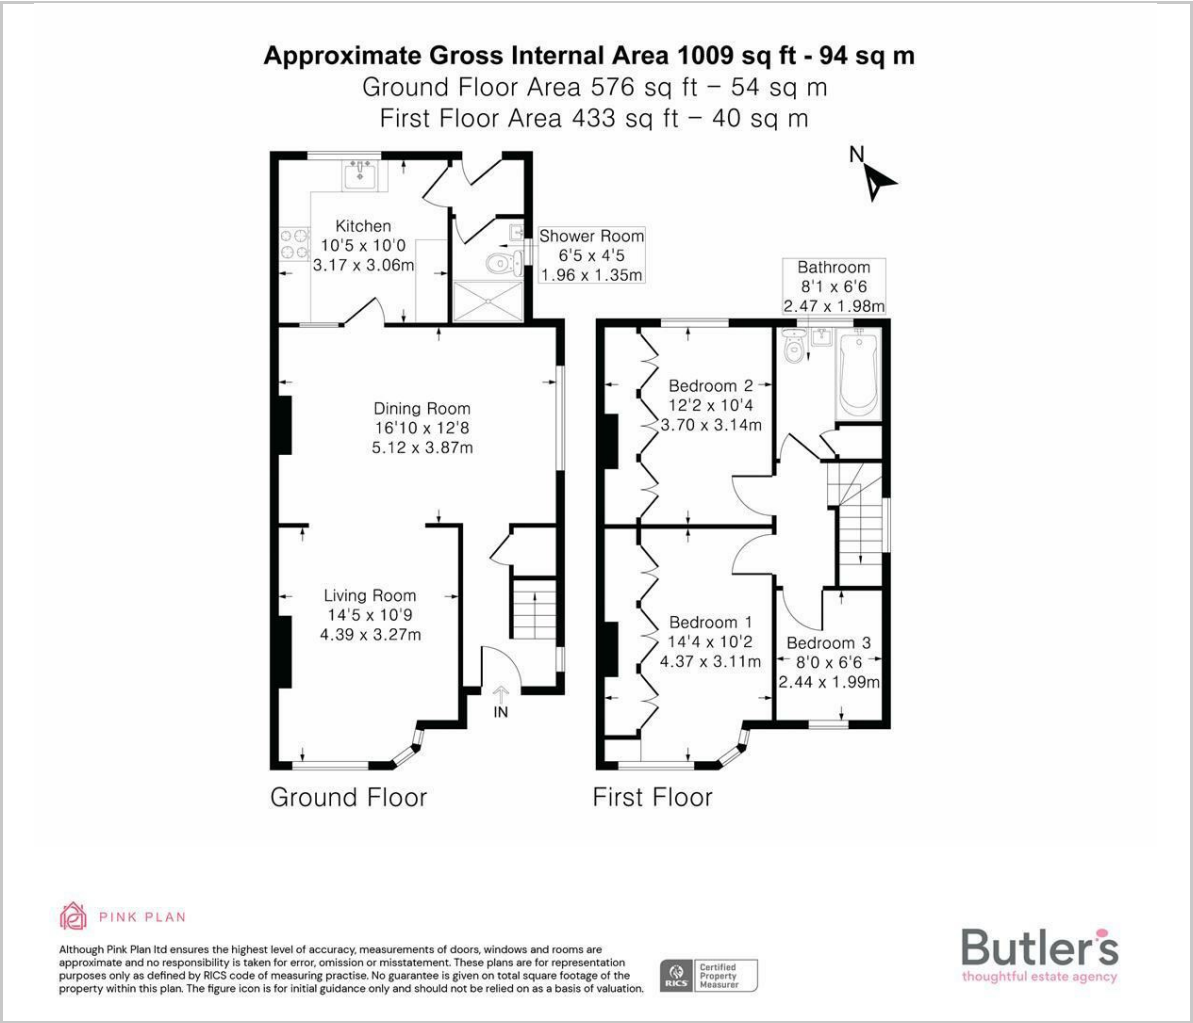 Approximate Gross Internal Area 1009 sq ft - 94 sq m
Ground Floor Area 576 sq ft – 54 sq m
First Floor Area 433 sq ft – 40 sq m
N
Kitchen
10'5 x 10'0
3.17 x 3.06m
Shower Room
6'5 x 4'5
1.96 x 1.35m
Bathroom
8'1 x 6'6
2.47 x 1.98m
Dining Room
16'10 x 12'8
5.12 x 3.87m
Bedroom 2
12'2 x 10'4
3.70 x 3.14m
Living Room
14'5 x 10'9
4.39 x 3.27m
Bedroom 1
14'4 x 10'2
4.37 x 3.11m
Bedroom 3
8'0 x 6'6
2.44 x 1.99m
IN
Ground Floor
First Floor
PINK PLAN
Although Pink Plan ltd ensures the highest level of accuracy, measurements of doors, windows and rooms are
approximate and no responsibility is taken for error, omission or misstatement. These plans are for representation
purposes only as defined by RICS code of measuring practise. No guarantee is given on total square footage of the
property within this plan. The figure icon is for initial guidance only and should not be relied on as a basis of valuation.
RICS
Certified
Property
Measurer
Butler's
thoughtful estate agency